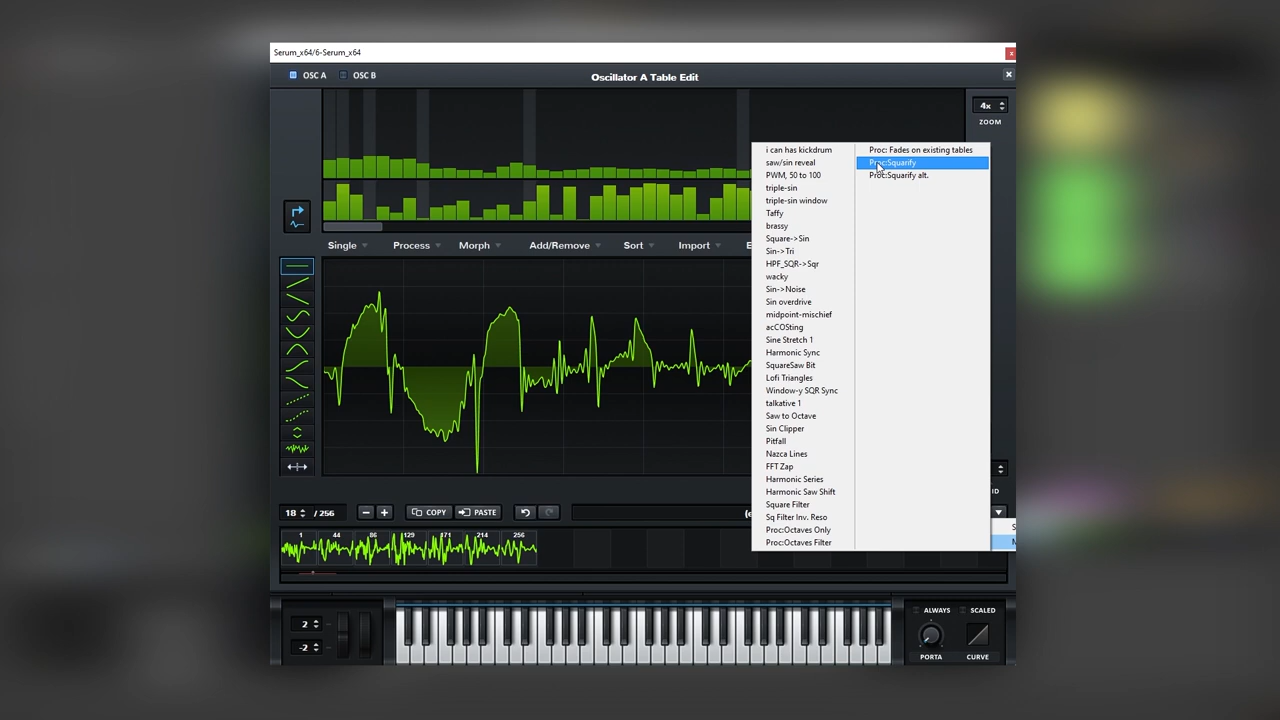 Serum_x64/6-Serum_x64
x
OSC A
OSC B
Oscillator A Table Edit
4x
ZOOM
Single
Process
Morph
Add/Remove
Sort
Import
E
i can has kickdrum
saw/sin reveal
PWM, 50 to 100
triple-sin
triple-sin window
Taffy
brassy
Square->Sin
Sin->Tri
HPF_SQR->Sqr
wacky
Sin->Noise
Sin overdrive
midpoint-mischief
acCOSting
Sine Stretch 1
Harmonic Sync
SquareSaw Bit
Lofi Triangles
Window-y SQR Sync
talkative 1
Saw to Octave
Sin Clipper
Pitfall
Nazca Lines
FFT Zap
Harmonic Series
Harmonic Saw Shift
Square Filter
Sq Filter Inv. Reso
Proc:Octaves Only
Proc:Octaves Filter
Proc: Fades on existing tables
Proc:Squarify
Proc:Squarify alt.
ID
18 / 256
COPY
PASTE
1 44 86 129 171 214 256
2
-2
ALWAYS
SCALED
PORTA
CURVE